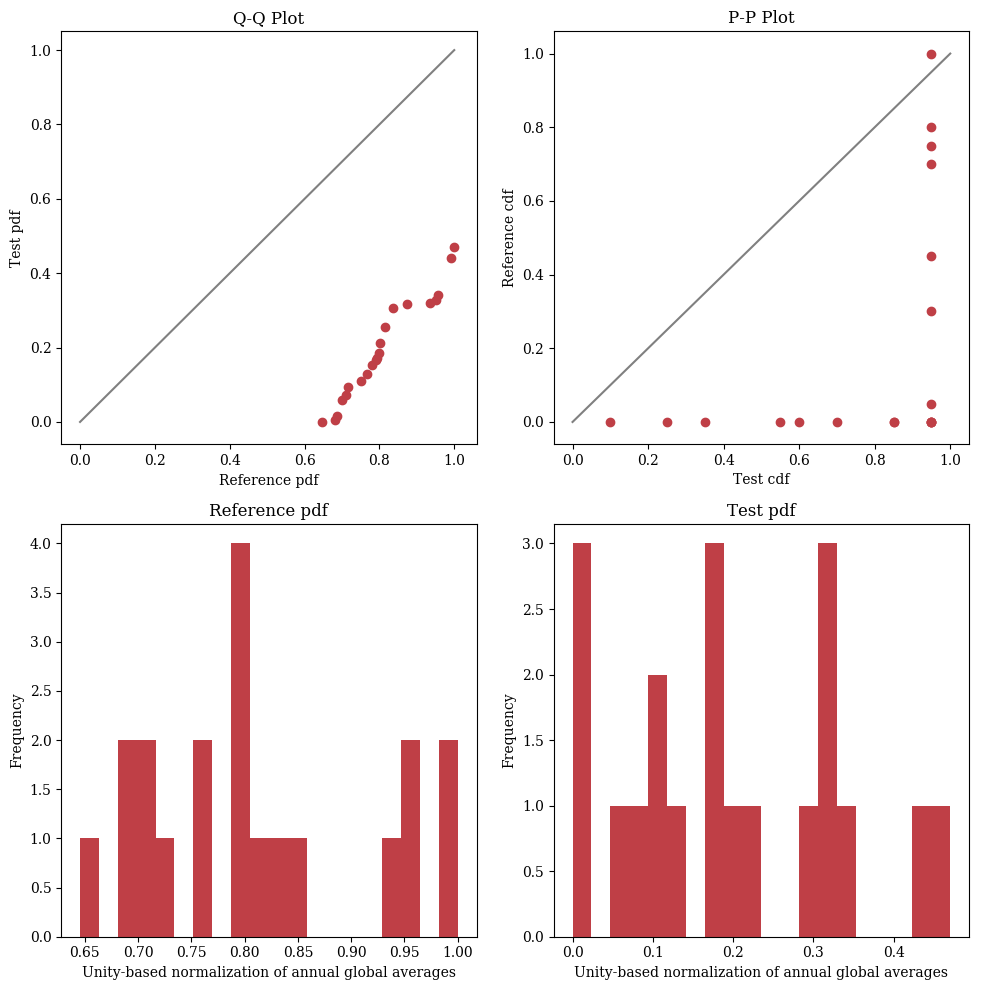 Q-Q Plot
1.0
0.8
0.6
0.4
0.2
0.0
Test pdf
0.0 0.2 0.4 0.6 0.8 1.0
Reference pdf
P-P Plot
1.0
0.8
0.6
0.4
0.2
0.0
Reference cdf
0.0 0.2 0.4 0.6 0.8 1.0
Test cdf
Reference pdf
4.0
3.5
3.0
2.5
2.0
1.5
1.0
0.5
0.0
Frequency
0.65 0.70 0.75 0.80 0.85 0.90 0.95 1.00
Unity-based normalization of annual global averages
Test pdf
3.0
2.5
2.0
1.5
1.0
0.5
0.0
Frequency
0.0 0.1 0.2 0.3 0.4
Unity-based normalization of annual global averages